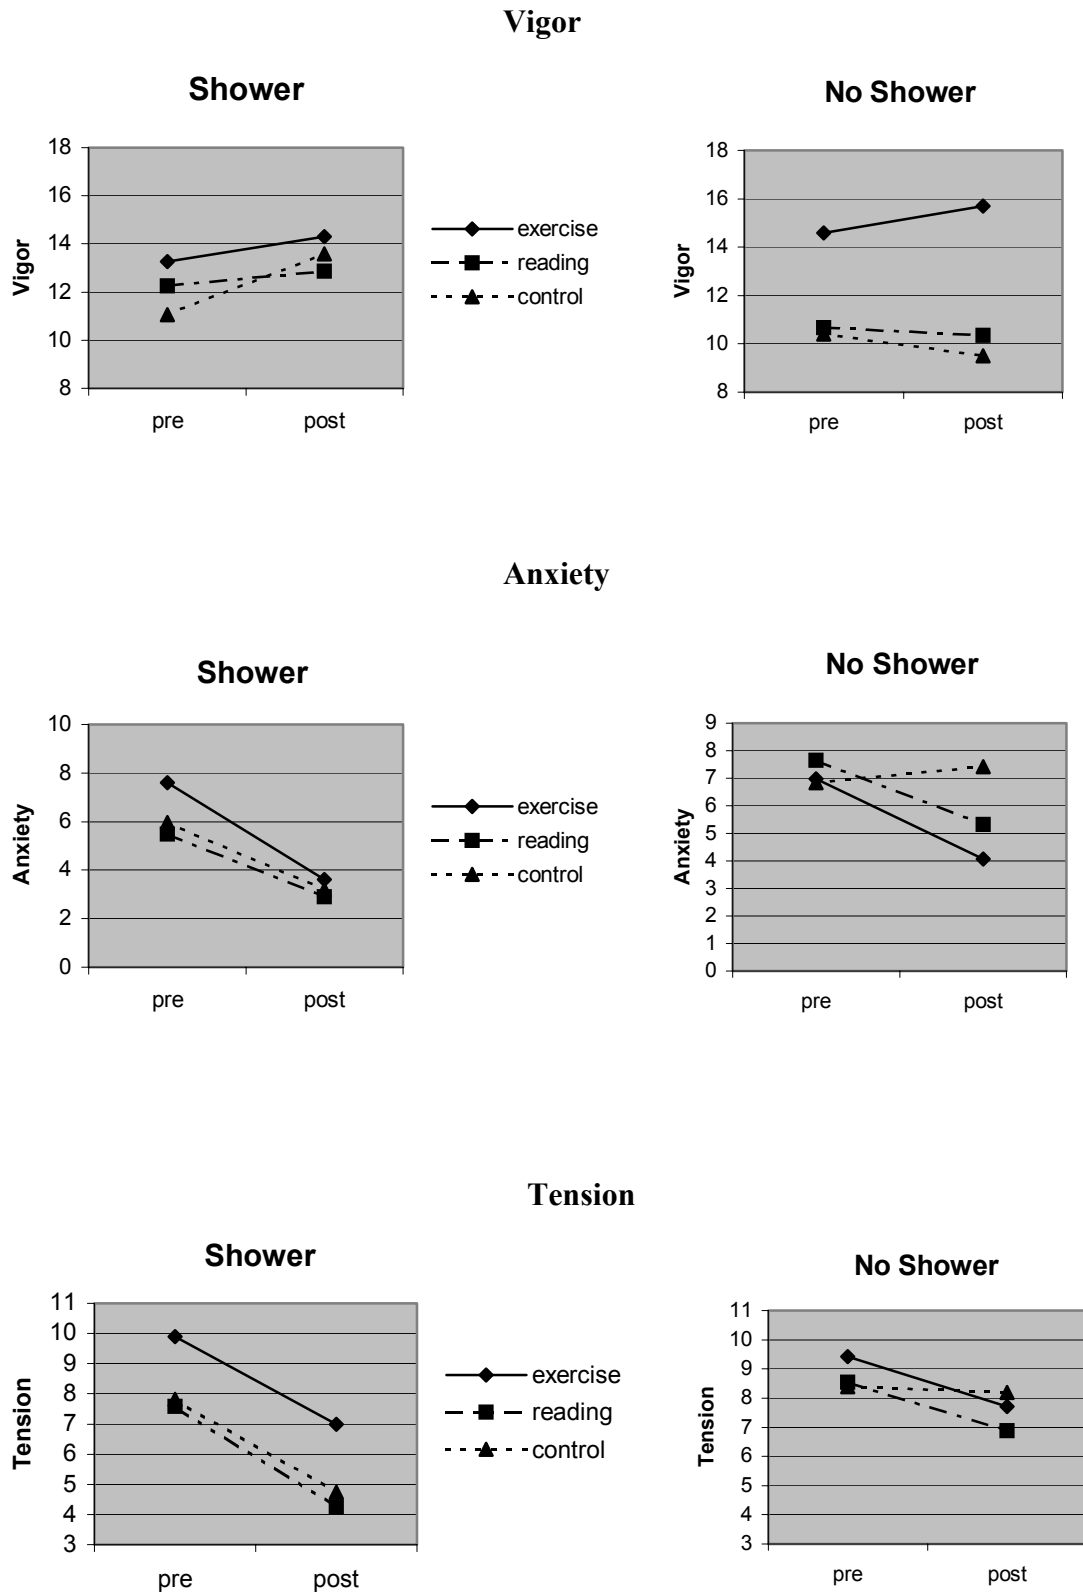 Vigor
Shower
18
16
14
12
10
8
Vigor
pre post
exercise
reading
control
No Shower
18
16
14
12
10
8
Vigor
pre post
Anxiety
Shower
10
8
6
4
2
0
Anxiety
pre post
exercise
reading
control
No Shower
9
8
7
6
5
4
3
2
1
0
Anxiety
pre post
Tension
Shower
11
10
9
8
7
6
5
4
3
Tension
pre post
exercise
reading
control
No Shower
11
10
9
8
7
6
5
4
3
Tension
pre post